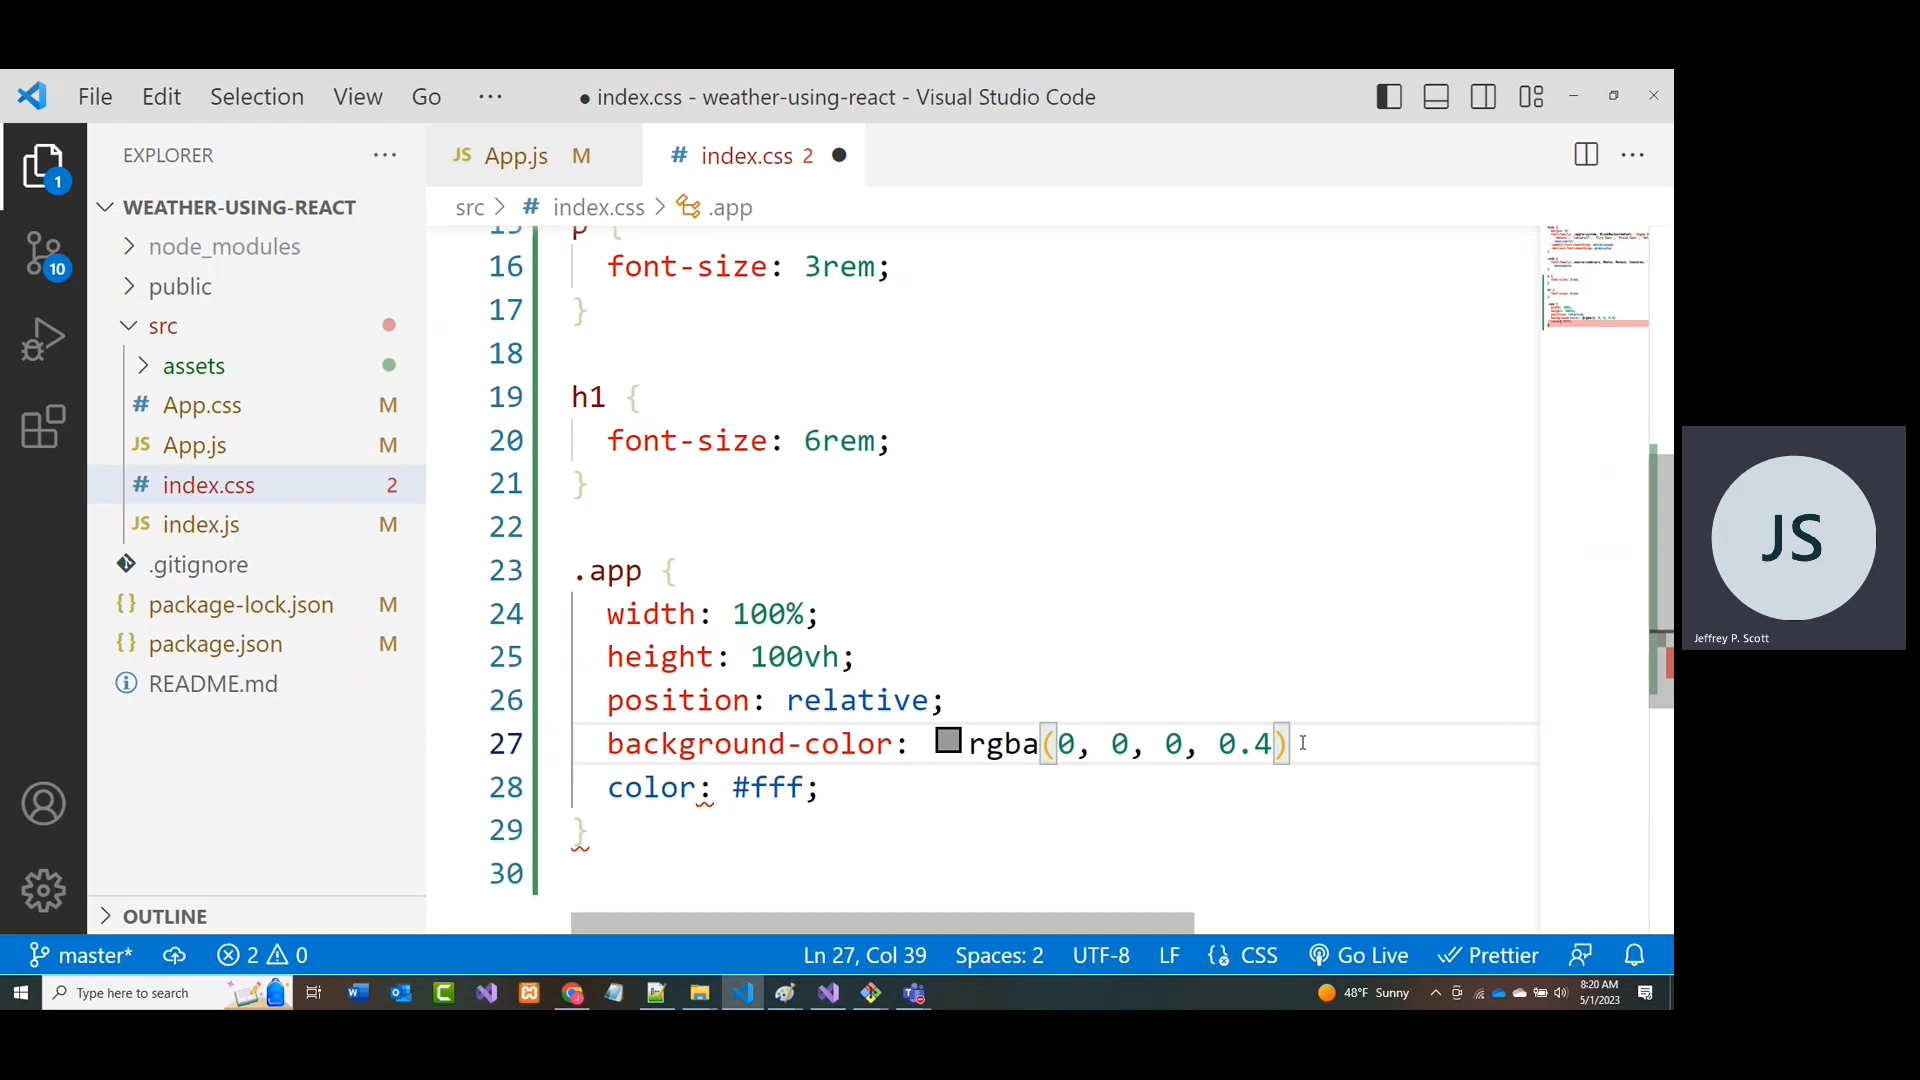 File Edit Selection View Go ··· ● index.css - weather-using-react - Visual Studio Code
EXPLORER ···
JS App.js M # index.css 2 ●
src > # index.css > .app
1
10
WEATHER-USING-REACT
node_modules
public
src
assets
# App.css M
JS App.js M
# index.css 2
JS index.js M
.gitignore
{} package-lock.json M
{} package.json M
README.md
OUTLINE
16 font-size: 3rem;
17 }
18
19 h1 {
20 font-size: 6rem;
21 }
22
23 .app {
24 width: 100%;
25 height: 100vh;
26 position: relative;
27 background-color: rgba(0, 0, 0, 0.4)
28 color: #fff;
29 }
30
master* 2 0 Ln 27, Col 39 Spaces: 2 UTF-8 LF CSS Go Live Prettier
Type here to search
48°F Sunny
8:20 AM
5/1/2023
JS
Jeffrey P. Scott